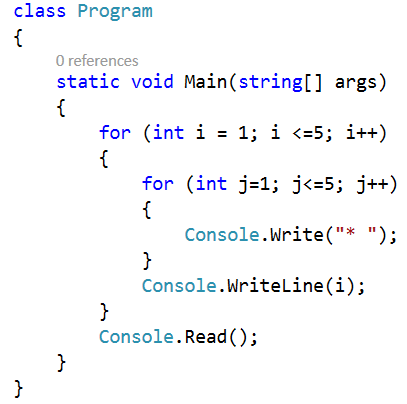 class Program
{
0 references
static void Main(string[] args)
{
for (int i = 1; i <=5; i++)
{
for (int j=1; j<=5; j++)
{
Console.Write("* ");
}
Console.WriteLine(i);
}
Console.Read();
}
}